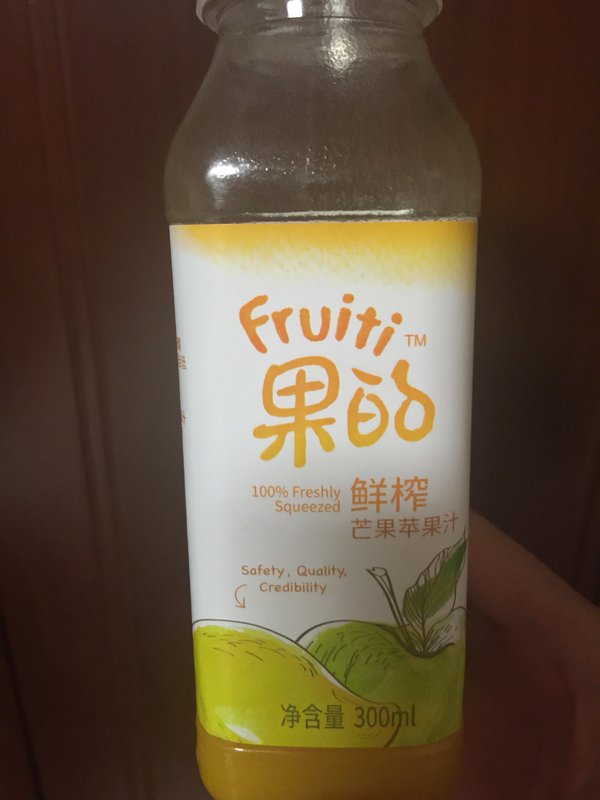 Fruiti™
果的
100% Freshly
Squeezed
鲜榨
芒果苹果汁
Safety, Quality,
Credibility
净含量 300ml